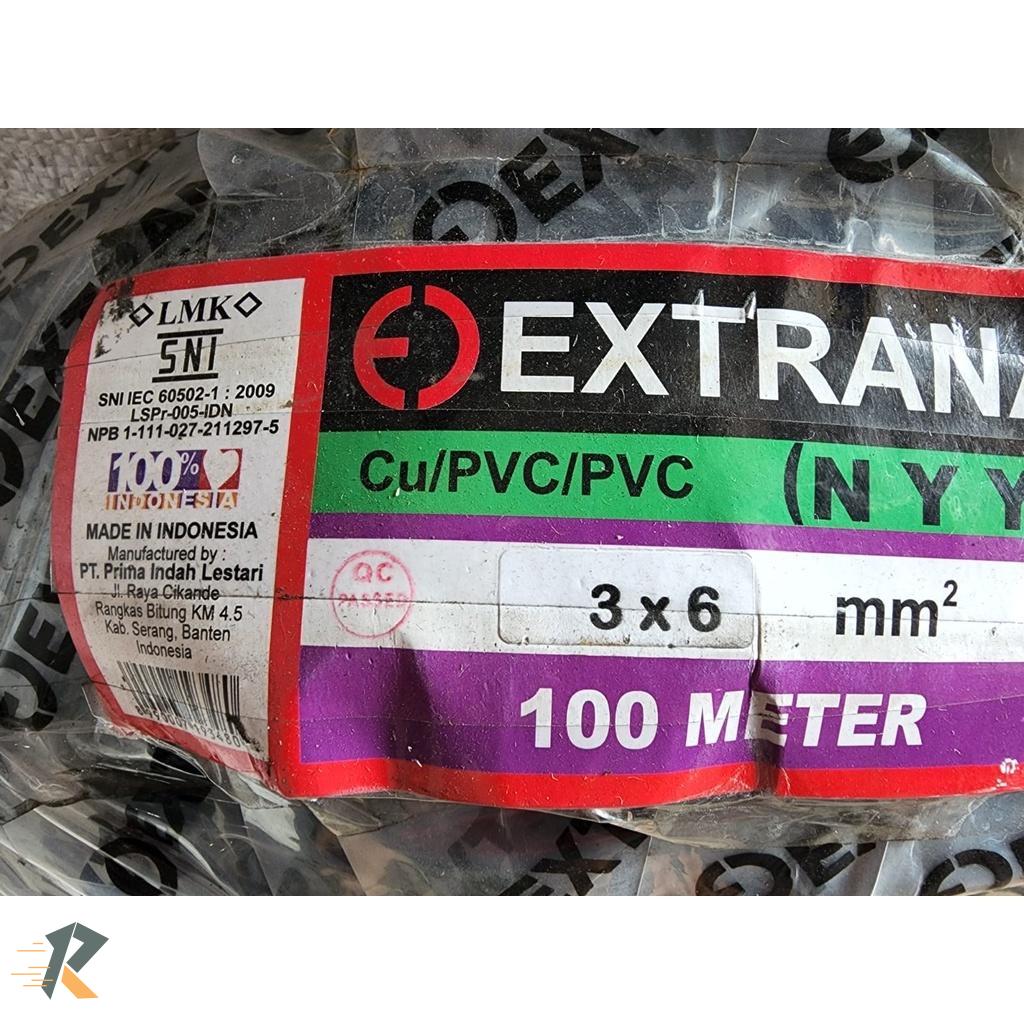 LMK
SNI
SNI IEC 60502-1 : 2009
LSPr-005-IDN
NPB 1-111-027-211297-5
100%
INDONESIA
MADE IN INDONESIA
Manufactured by :
PT. Prima Indah Lestari
Jl. Raya Cikande
Rangkas Bitung KM 4.5
Kab. Serang, Banten
Indonesia
EXTRANA
Cu/PVC/PVC (NYY
QC
PASSED
3 x 6 mm²
100 METER